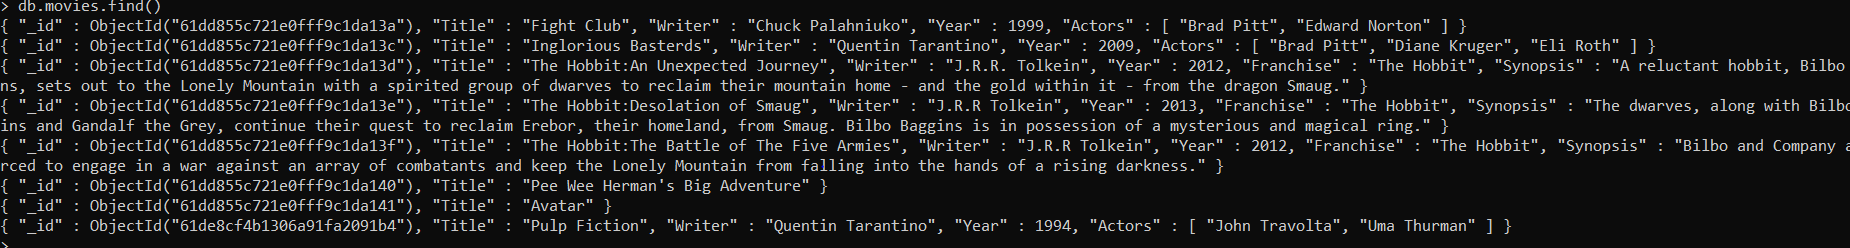 > db.movies.find()
{ "_id" : ObjectId("61dd855c721e0fff9c1da13a"), "Title" : "Fight Club", "Writer" : "Chuck Palahniuko", "Year" : 1999, "Actors" : [ "Brad Pitt", "Edward Norton" ] }
{ "_id" : ObjectId("61dd855c721e0fff9c1da13c"), "Title" : "Inglorious Basterds", "Writer" : "Quentin Tarantino", "Year" : 2009, "Actors" : [ "Brad Pitt", "Diane Kruger", "Eli Roth" ] }
{ "_id" : ObjectId("61dd855c721e0fff9c1da13d"), "Title" : "The Hobbit:An Unexpected Journey", "Writer" : "J.R.R. Tolkein", "Year" : 2012, "Franchise" : "The Hobbit", "Synopsis" : "A reluctant hobbit, Bilbo
ns, sets out to the Lonely Mountain with a spirited group of dwarves to reclaim their mountain home - and the gold within it - from the dragon Smaug." }
{ "_id" : ObjectId("61dd855c721e0fff9c1da13e"), "Title" : "The Hobbit:Desolation of Smaug", "Writer" : "J.R.R Tolkein", "Year" : 2013, "Franchise" : "The Hobbit", "Synopsis" : "The dwarves, along with Bilbo
ins and Gandalf the Grey, continue their quest to reclaim Erebor, their homeland, from Smaug. Bilbo Baggins is in possession of a mysterious and magical ring." }
{ "_id" : ObjectId("61dd855c721e0fff9c1da13f"), "Title" : "The Hobbit:The Battle of The Five Armies", "Writer" : "J.R.R Tolkein", "Year" : 2012, "Franchise" : "The Hobbit", "Synopsis" : "Bilbo and Company a
rced to engage in a war against an array of combatants and keep the Lonely Mountain from falling into the hands of a rising darkness." }
{ "_id" : ObjectId("61dd855c721e0fff9c1da140"), "Title" : "Pee Wee Herman's Big Adventure" }
{ "_id" : ObjectId("61dd855c721e0fff9c1da141"), "Title" : "Avatar" }
{ "_id" : ObjectId("61de8cf4b1306a91fa2091b4"), "Title" : "Pulp Fiction", "Writer" : "Quentin Tarantino", "Year" : 1994, "Actors" : [ "John Travolta", "Uma Thurman" ] }
>